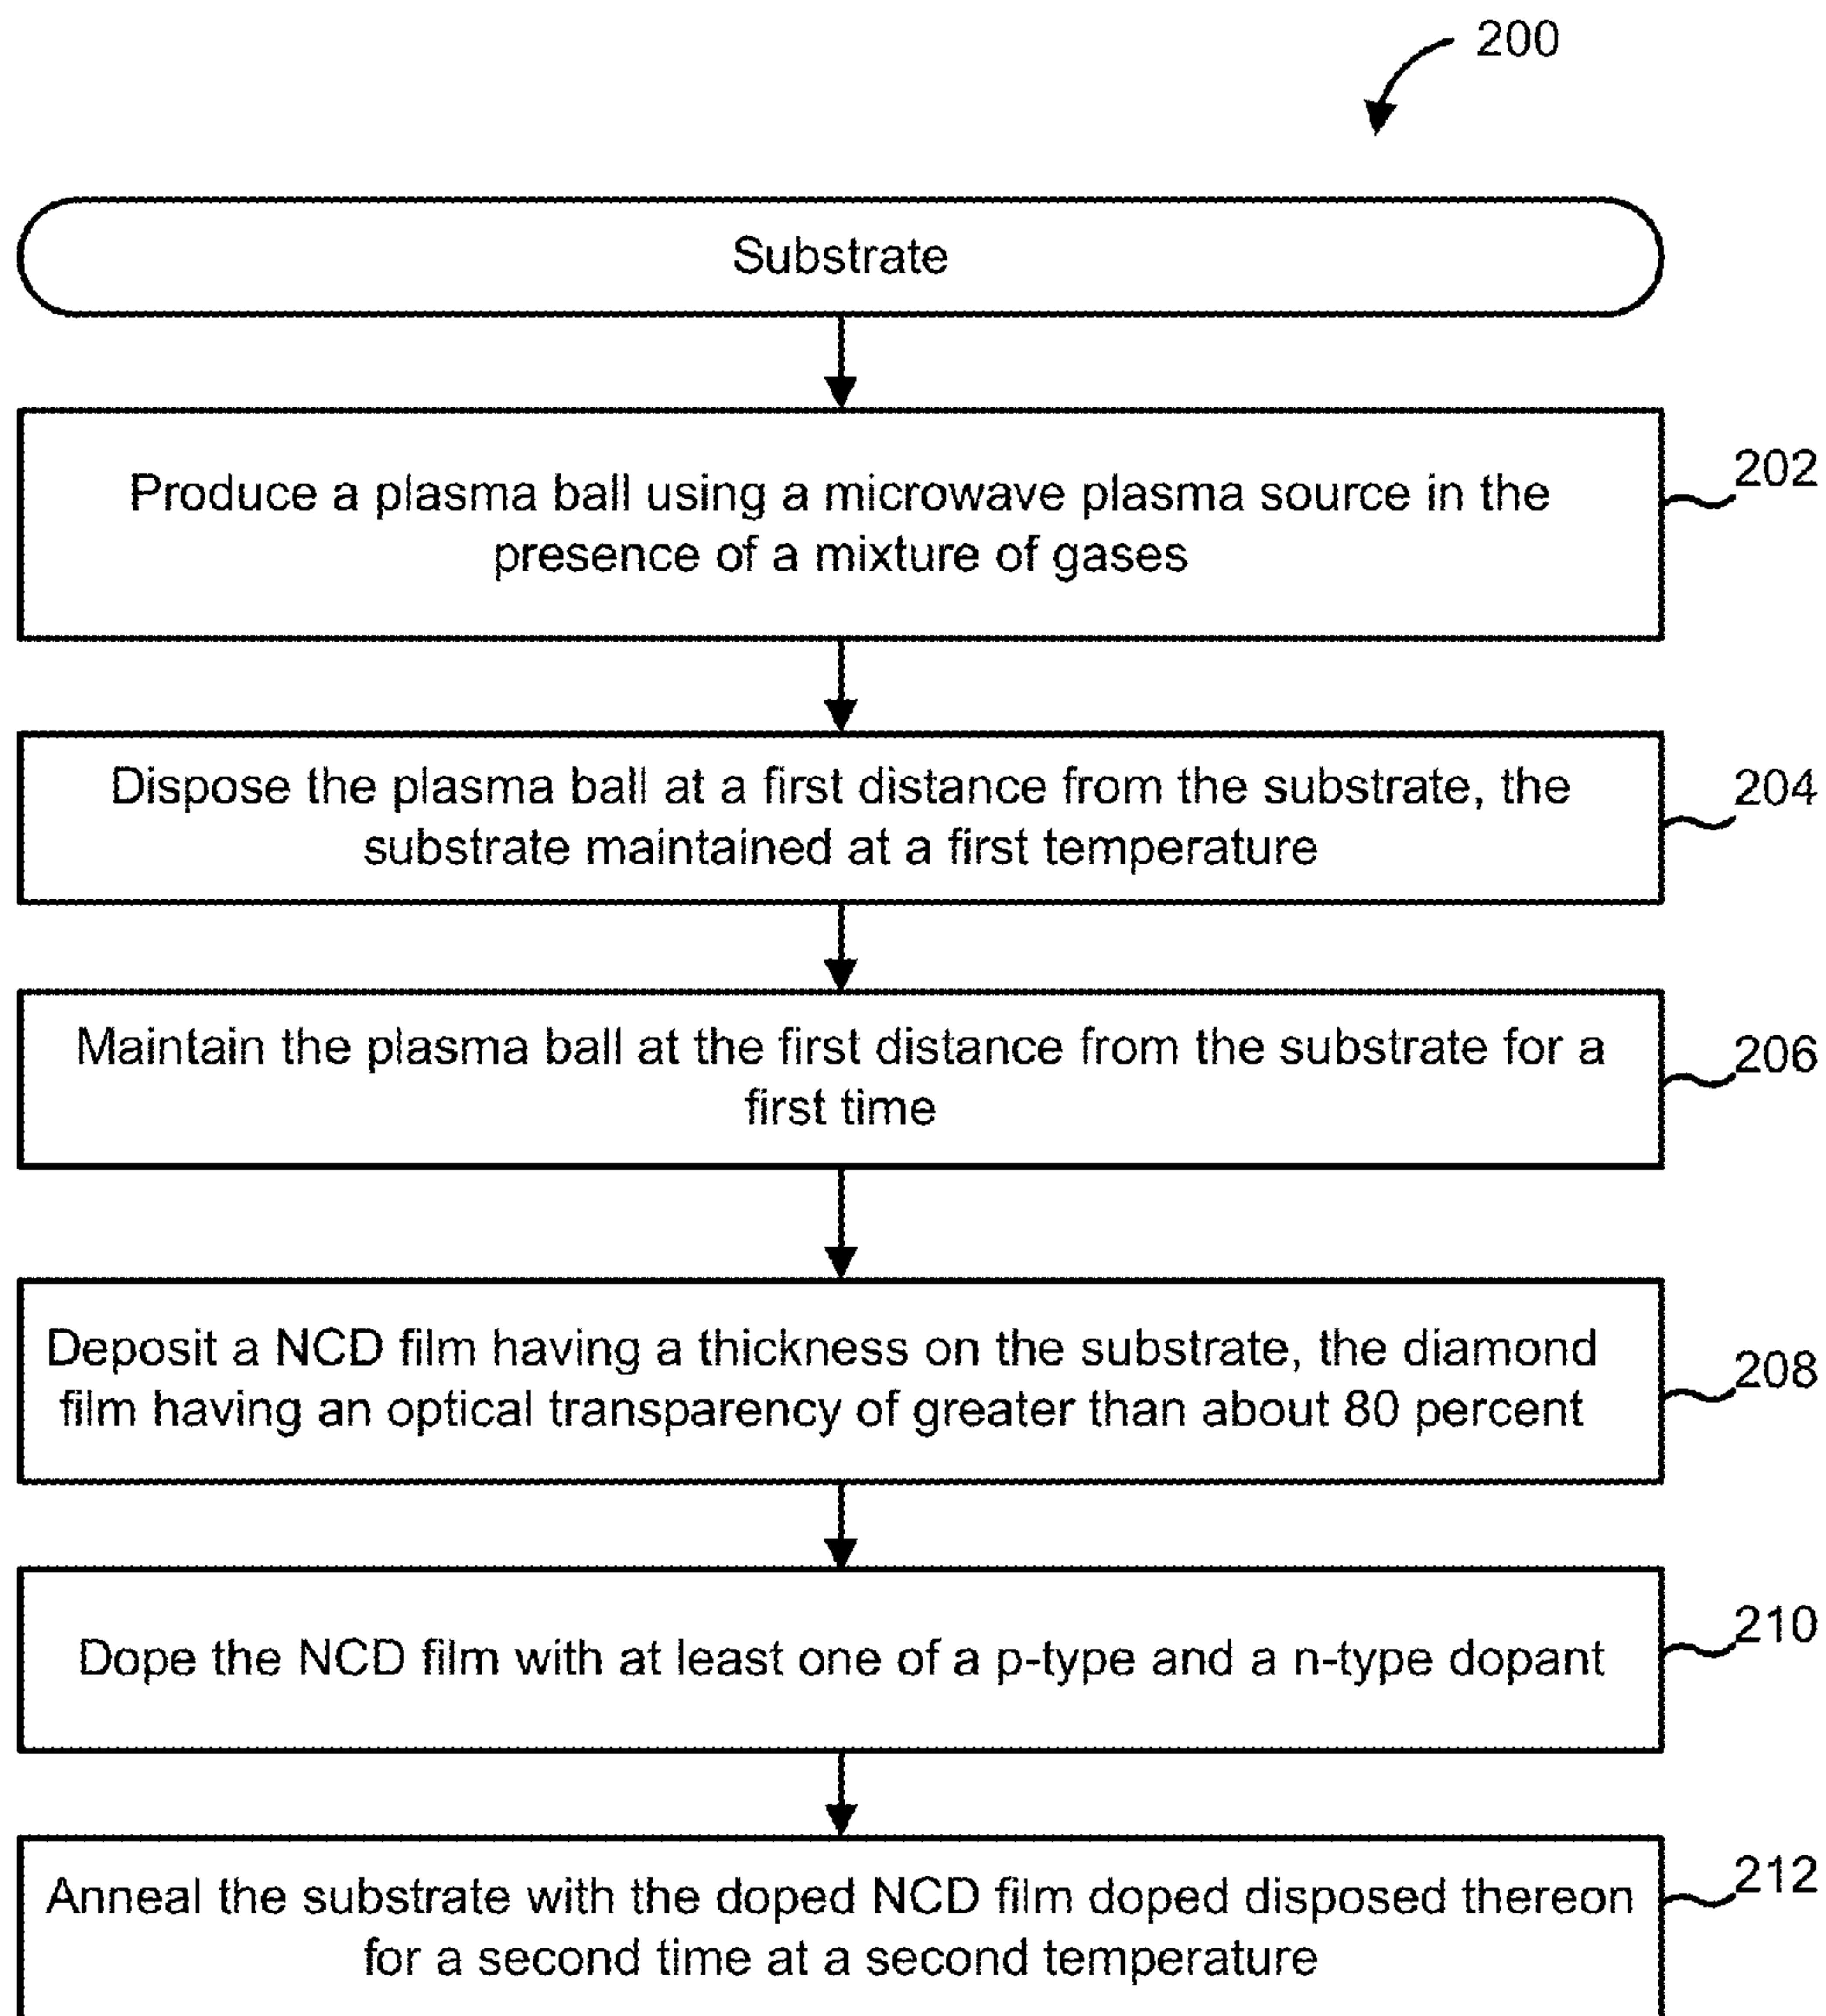 200
Substrate
Produce a plasma ball using a microwave plasma source in the
presence of a mixture of gases
202
Dispose the plasma ball at a first distance from the substrate, the
substrate maintained at a first temperature
204
Maintain the plasma ball at the first distance from the substrate for a
first time
206
Deposit a NCD film having a thickness on the substrate, the diamond
film having an optical transparency of greater than about 80 percent
208
Dope the NCD film with at least one of a p-type and a n-type dopant
210
Anneal the substrate with the doped NCD film doped disposed thereon
for a second time at a second temperature
212